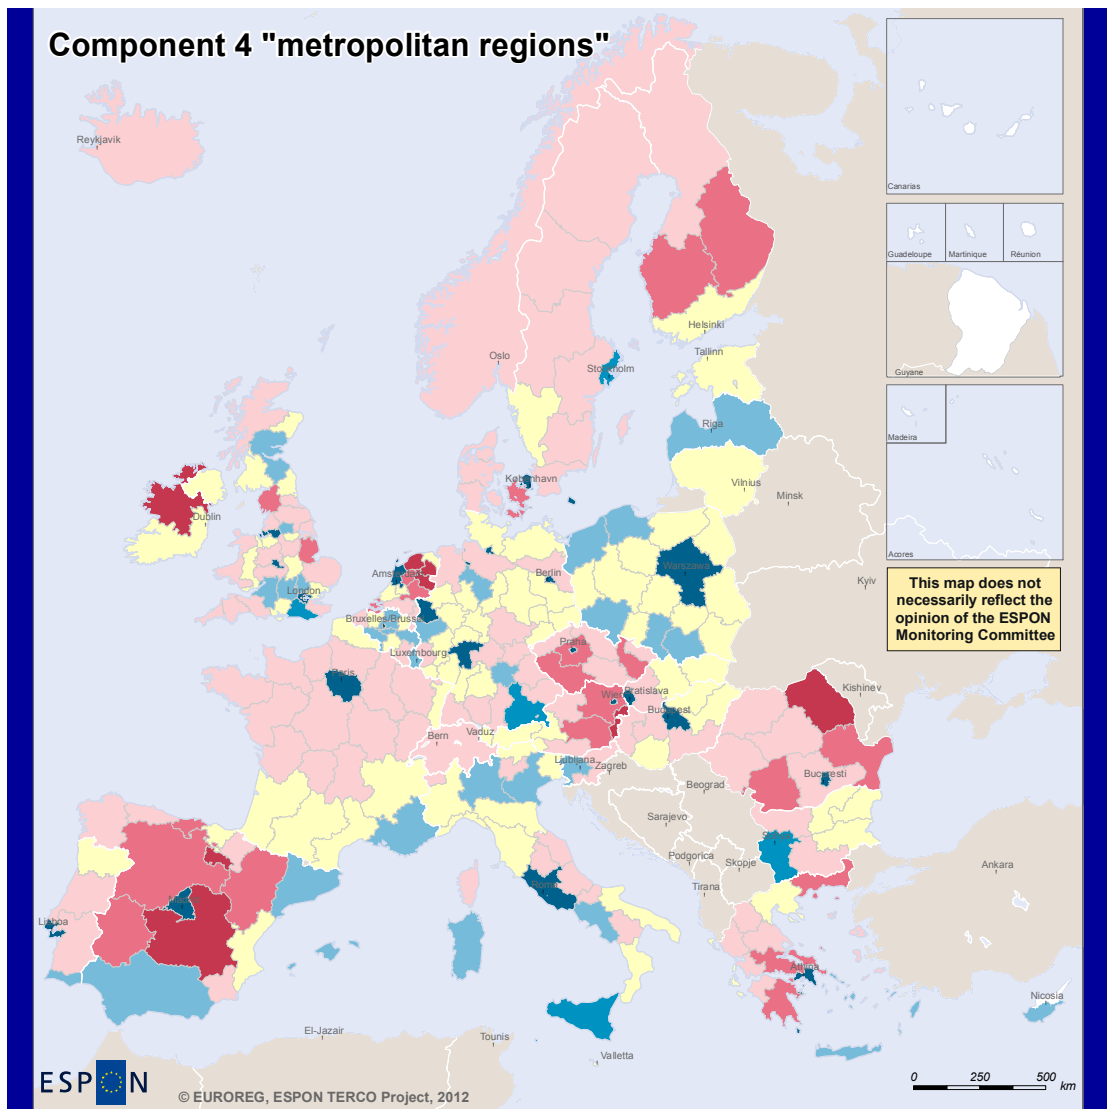 Component 4 "metropolitan regions"
Reykjavik
Canarias
Guadeloupe
Martinique
Réunion
Guyane
Madeira
Acores
Helsinki
Tallinn
Oslo
Stockholm
Riga
København
Vilnius
Minsk
Dublin
Amsterdam
Berlin
Warszawa
London
Kyiv
Bruxelles/Brussel
Praha
Luxembourg
Paris
Wien
Bratislava
Kishinev
Budapest
Bern
Vaduz
Ljubljana
Zagreb
Bucuresti
Beograd
Sarajevo
Sofia
Podgorica
Skopje
Ankara
Tirana
Roma
Madrid
Lisboa
Athina
Nicosia
El-Jazair
Tounis
Valletta
This map does not
necessarily reflect the
opinion of the ESPON
Monitoring Committee
ESPON
© EUROREG, ESPON TERCO Project, 2012
0 250 500
km